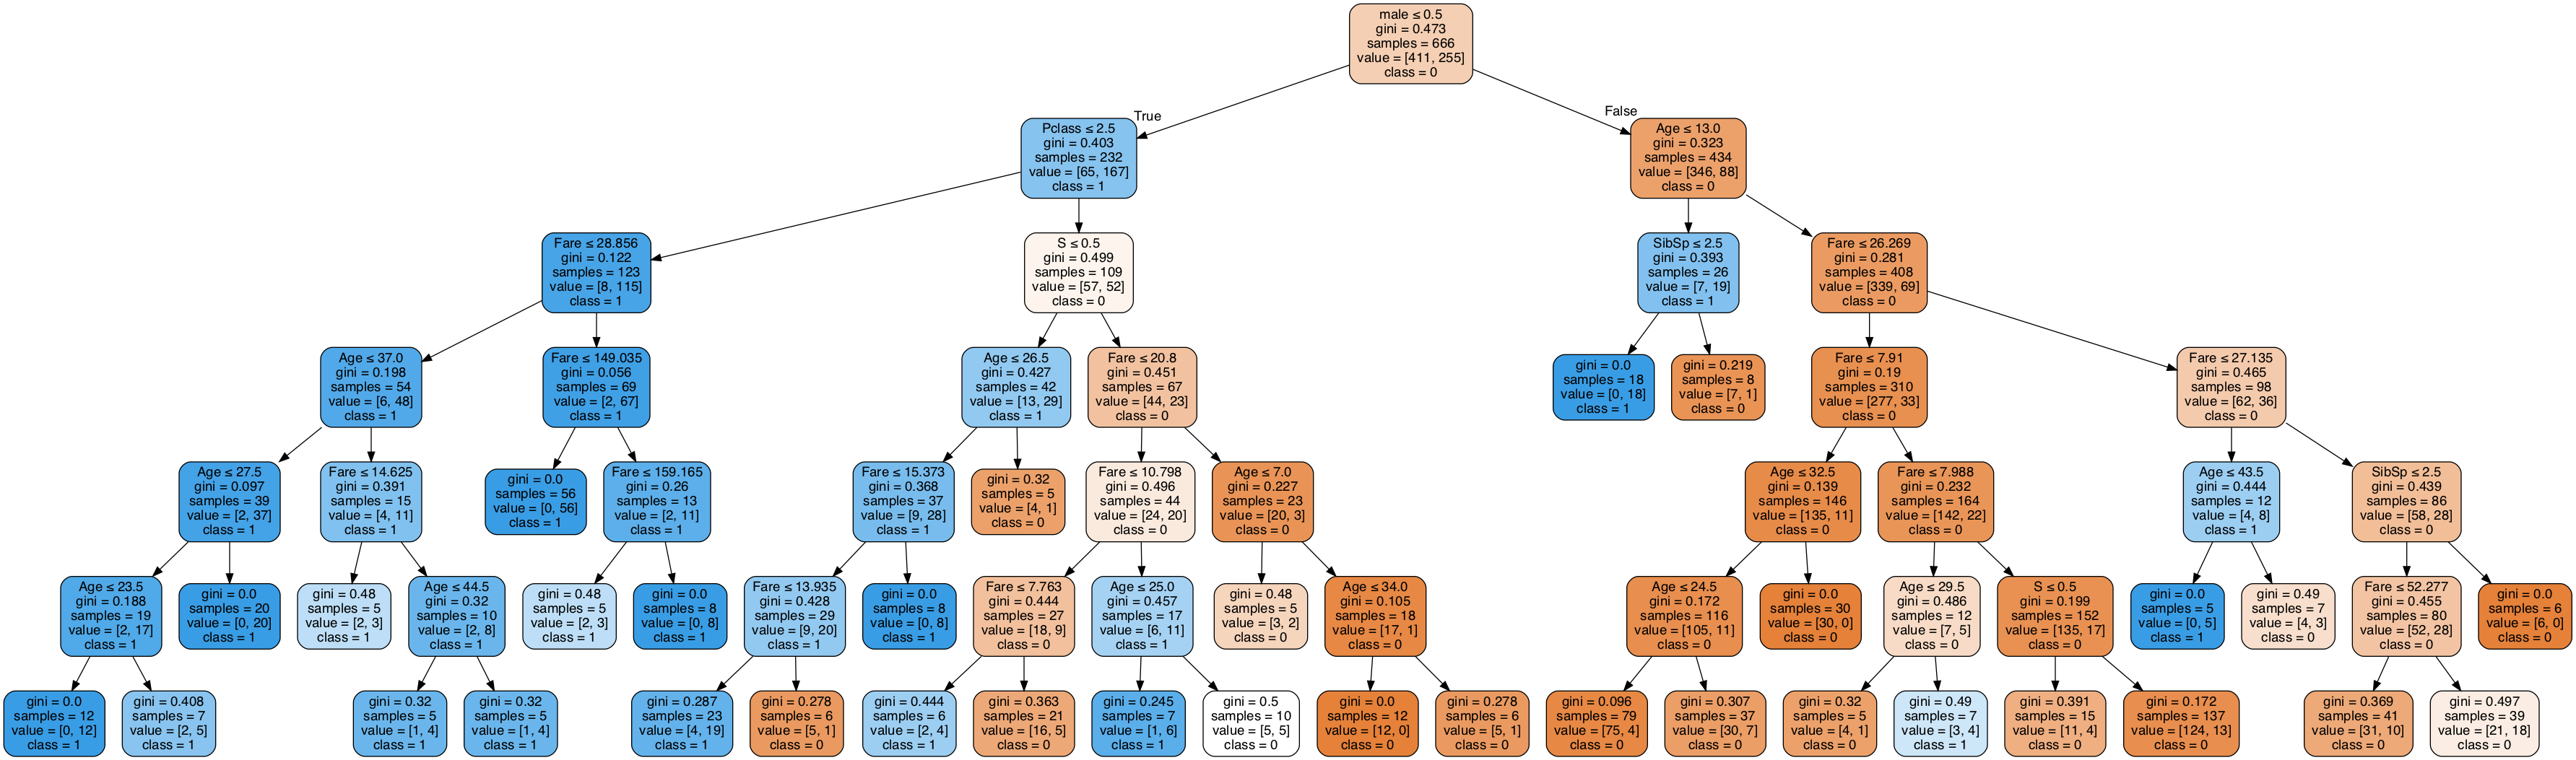 male ≤ 0.5
gini = 0.473
samples = 666
value = [411, 255]
class = 0
True
False
Pclass ≤ 2.5
gini = 0.403
samples = 232
value = [65, 167]
class = 1
Age ≤ 13.0
gini = 0.323
samples = 434
value = [346, 88]
class = 0
Fare ≤ 28.856
gini = 0.122
samples = 123
value = [8, 115]
class = 1
S ≤ 0.5
gini = 0.499
samples = 109
value = [57, 52]
class = 0
SibSp ≤ 2.5
gini = 0.393
samples = 26
value = [7, 19]
class = 1
Fare ≤ 26.269
gini = 0.281
samples = 408
value = [339, 69]
class = 0
Age ≤ 37.0
gini = 0.198
samples = 54
value = [6, 48]
class = 1
Fare ≤ 149.035
gini = 0.056
samples = 69
value = [2, 67]
class = 1
Age ≤ 26.5
gini = 0.427
samples = 42
value = [13, 29]
class = 1
Fare ≤ 20.8
gini = 0.451
samples = 67
value = [44, 23]
class = 0
gini = 0.0
samples = 18
value = [0, 18]
class = 1
gini = 0.219
samples = 8
value = [7, 1]
class = 0
Fare ≤ 7.91
gini = 0.19
samples = 310
value = [277, 33]
class = 0
Fare ≤ 27.135
gini = 0.465
samples = 98
value = [62, 36]
class = 0
Age ≤ 27.5
gini = 0.097
samples = 39
value = [2, 37]
class = 1
Fare ≤ 14.625
gini = 0.391
samples = 15
value = [4, 11]
class = 1
gini = 0.0
samples = 56
value = [0, 56]
class = 1
Fare ≤ 159.165
gini = 0.26
samples = 13
value = [2, 11]
class = 1
Fare ≤ 15.373
gini = 0.368
samples = 37
value = [9, 28]
class = 1
gini = 0.32
samples = 5
value = [4, 1]
class = 0
Fare ≤ 10.798
gini = 0.496
samples = 44
value = [24, 20]
class = 0
Age ≤ 7.0
gini = 0.227
samples = 23
value = [20, 3]
class = 0
Age ≤ 32.5
gini = 0.139
samples = 146
value = [135, 11]
class = 0
Fare ≤ 7.988
gini = 0.232
samples = 164
value = [142, 22]
class = 0
Age ≤ 43.5
gini = 0.444
samples = 12
value = [4, 8]
class = 1
SibSp ≤ 2.5
gini = 0.439
samples = 86
value = [58, 28]
class = 0
Age ≤ 23.5
gini = 0.188
samples = 19
value = [2, 17]
class = 1
gini = 0.0
samples = 20
value = [0, 20]
class = 1
gini = 0.48
samples = 5
value = [2, 3]
class = 1
Age ≤ 44.5
gini = 0.32
samples = 10
value = [2, 8]
class = 1
gini = 0.48
samples = 5
value = [2, 3]
class = 1
gini = 0.0
samples = 8
value = [0, 8]
class = 1
Fare ≤ 13.935
gini = 0.428
samples = 29
value = [9, 20]
class = 1
gini = 0.0
samples = 8
value = [0, 8]
class = 1
Fare ≤ 7.763
gini = 0.444
samples = 27
value = [18, 9]
class = 0
Age ≤ 25.0
gini = 0.457
samples = 17
value = [6, 11]
class = 1
gini = 0.48
samples = 5
value = [3, 2]
class = 0
Age ≤ 34.0
gini = 0.105
samples = 18
value = [17, 1]
class = 0
Age ≤ 24.5
gini = 0.172
samples = 116
value = [105, 11]
class = 0
gini = 0.0
samples = 30
value = [30, 0]
class = 0
Age ≤ 29.5
gini = 0.486
samples = 12
value = [7, 5]
class = 0
S ≤ 0.5
gini = 0.199
samples = 152
value = [135, 17]
class = 0
gini = 0.0
samples = 5
value = [0, 5]
class = 1
gini = 0.49
samples = 7
value = [4, 3]
class = 0
Fare ≤ 52.277
gini = 0.455
samples = 80
value = [52, 28]
class = 0
gini = 0.0
samples = 6
value = [6, 0]
class = 0
gini = 0.0
samples = 12
value = [0, 12]
class = 1
gini = 0.408
samples = 7
value = [2, 5]
class = 1
gini = 0.32
samples = 5
value = [1, 4]
class = 1
gini = 0.32
samples = 5
value = [1, 4]
class = 1
gini = 0.287
samples = 23
value = [4, 19]
class = 1
gini = 0.278
samples = 6
value = [5, 1]
class = 0
gini = 0.444
samples = 6
value = [2, 4]
class = 1
gini = 0.363
samples = 21
value = [16, 5]
class = 0
gini = 0.245
samples = 7
value = [1, 6]
class = 1
gini = 0.5
samples = 10
value = [5, 5]
class = 0
gini = 0.0
samples = 12
value = [12, 0]
class = 0
gini = 0.278
samples = 6
value = [5, 1]
class = 0
gini = 0.096
samples = 79
value = [75, 4]
class = 0
gini = 0.307
samples = 37
value = [30, 7]
class = 0
gini = 0.32
samples = 5
value = [4, 1]
class = 0
gini = 0.49
samples = 7
value = [3, 4]
class = 1
gini = 0.391
samples = 15
value = [11, 4]
class = 0
gini = 0.172
samples = 137
value = [124, 13]
class = 0
gini = 0.369
samples = 41
value = [31, 10]
class = 0
gini = 0.497
samples = 39
value = [21, 18]
class = 0